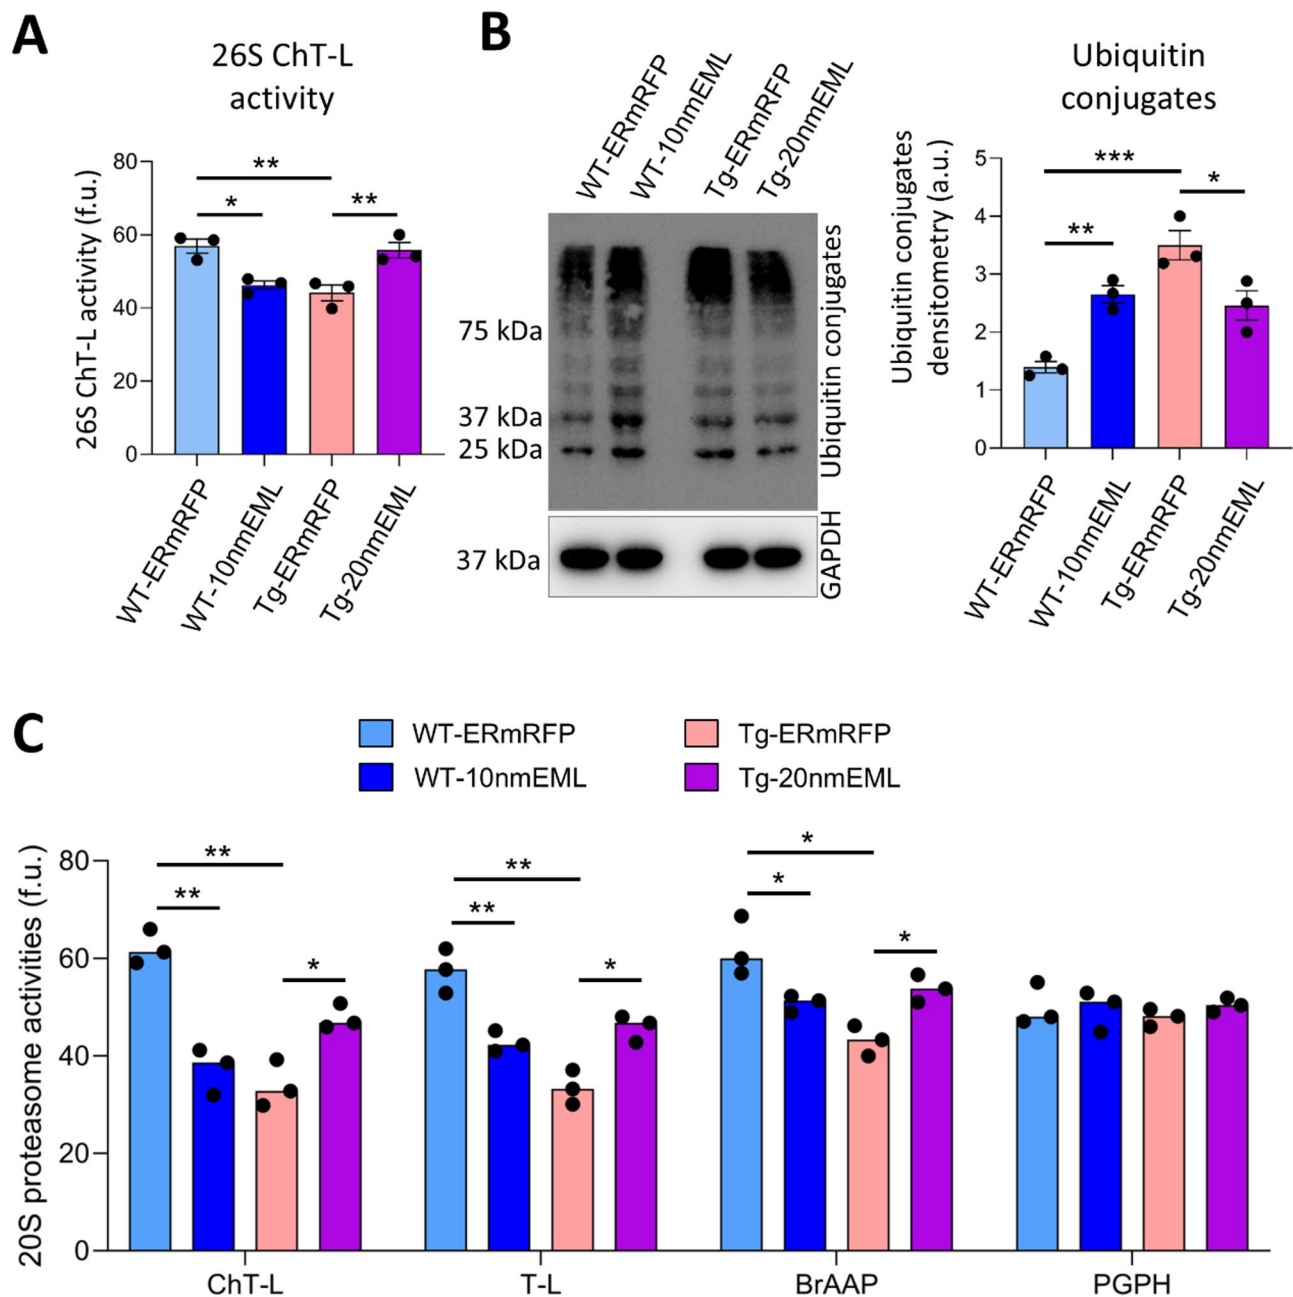 A
26S ChT-L
activity
26S ChT-L activity (f.u.)
80
60
40
20
0
**
*
**
WT-ERmRFP
WT-10nmEML
Tg-ERmRFP
Tg-20nmEML
B
WT-ERmRFP
WT-10nmEML
Tg-ERmRFP
Tg-20nmEML
75 kDa
37 kDa
25 kDa
37 kDa
Ubiquitin conjugates
GAPDH
Ubiquitin
conjugates
Ubiquitin conjugates
densitometry (a.u.)
5
4
3
2
1
0
***
**
*
WT-ERmRFP
WT-10nmEML
Tg-ERmRFP
Tg-20nmEML
C
WT-ERmRFP
Tg-ERmRFP
WT-10nmEML
Tg-20nmEML
20S proteasome activities (f.u.)
80
60
40
20
0
**
**
*
**
**
*
*
*
*
ChT-L
T-L
BrAAP
PGPH